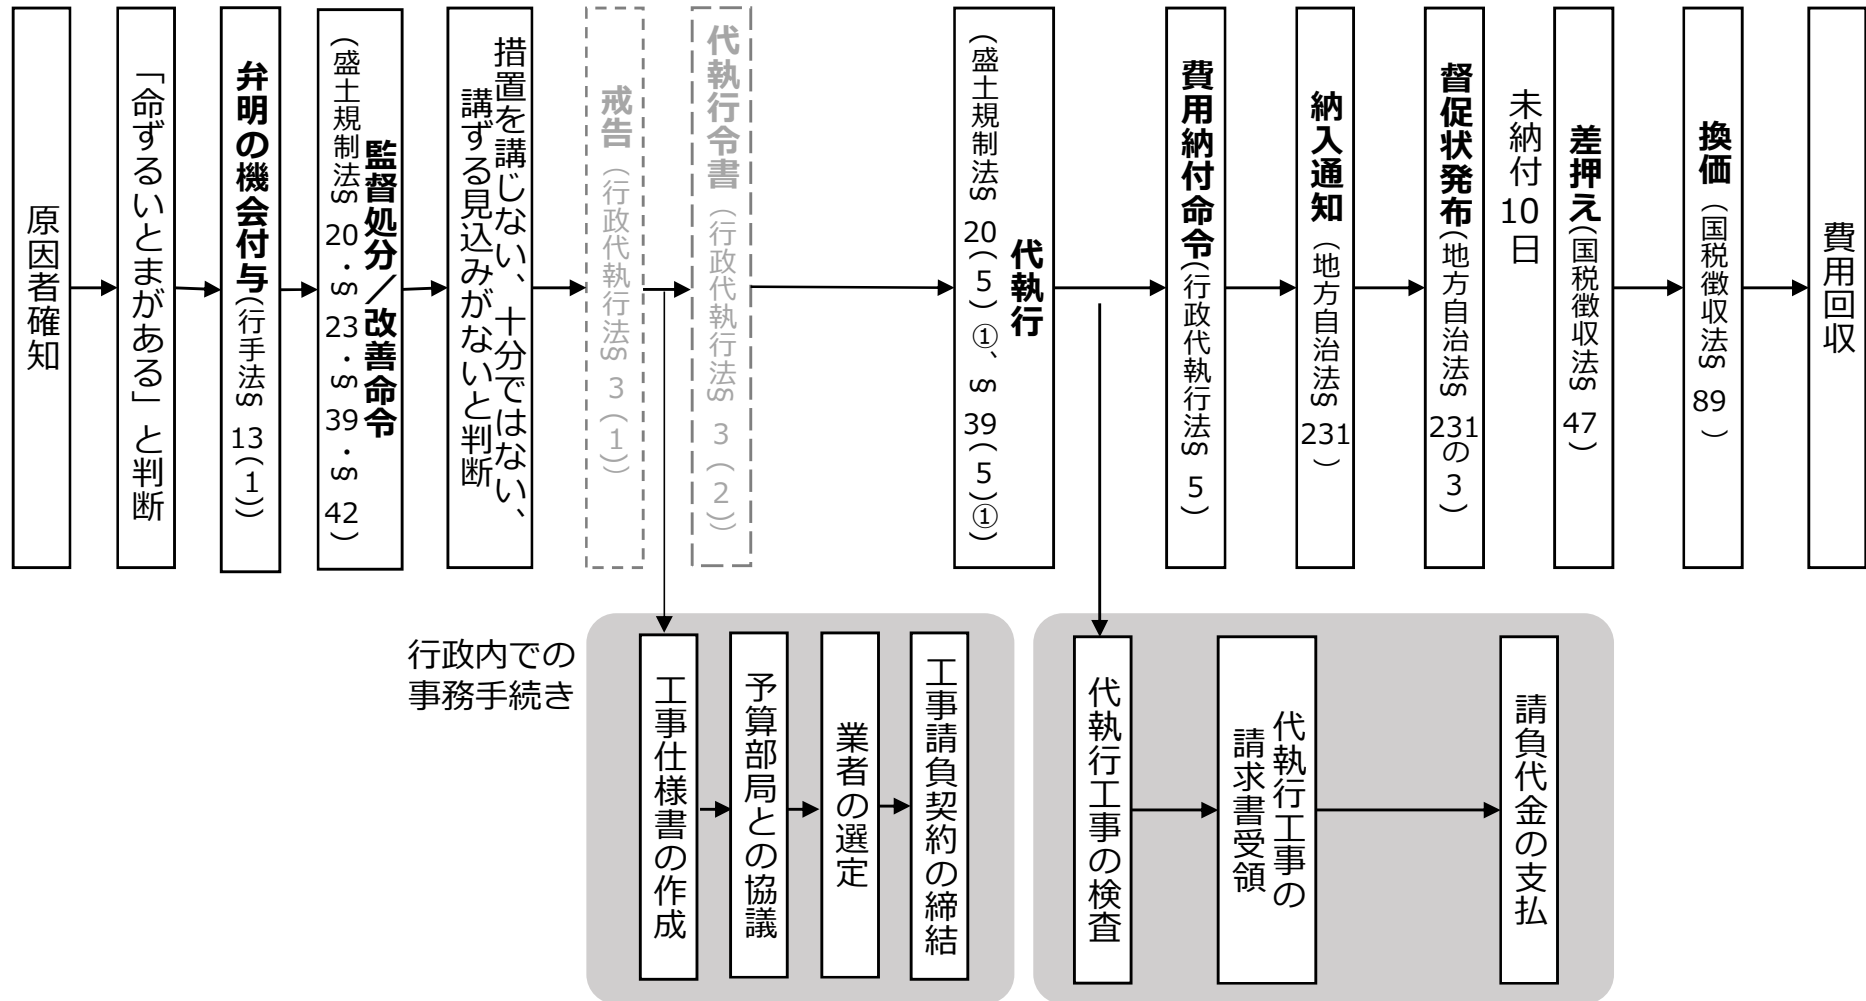 原因者確知
「命ずるいとまがある」と判断
弁明の機会付与(行手法§13(1))
監督処分／改善命令
(盛土規制法§20・§23・§39・§42)
措置を講じない、十分ではない、
講ずる見込みがないと判断
戒告（行政代執行法§3(1)）
代執行令書（行政代執行法§3(2)）
代執行
(盛土規制法§20(5)①、§39(5)①)
費用納付命令(行政代執行法§5)
納入通知（地方自治法§231）
督促状発布(地方自治法§231の3)
未納付10日
差押え(国税徴収法§47)
換価（国税徴収法§89）
費用回収
行政内での
事務手続き
工事仕様書の作成
予算部局との協議
業者の選定
工事請負契約の締結
代執行工事の検査
代執行工事の
請求書受領
請負代金の支払